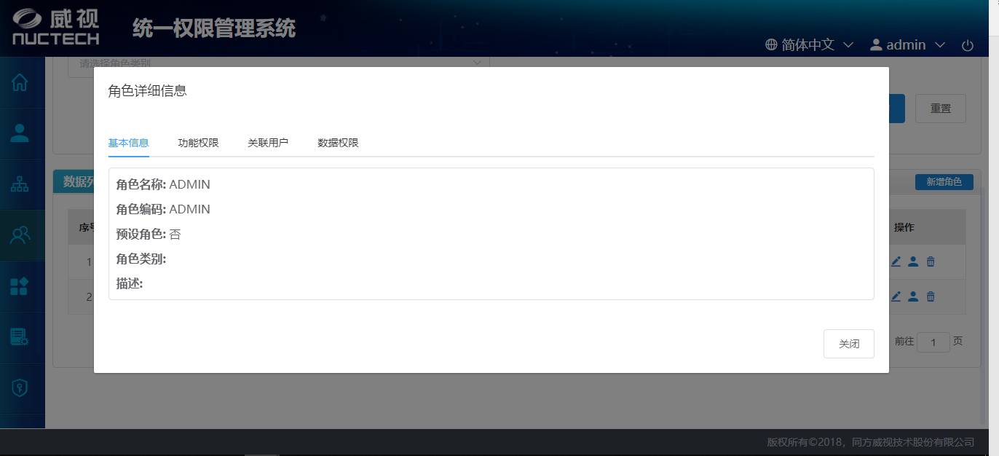 威视
NUCTECH
统一权限管理系统
简体中文
admin
请选择角色类别
角色详细信息
重置
基本信息 功能权限 关联用户 数据权限
数据列
新增角色
角色名称: ADMIN
角色编码: ADMIN
预设角色: 否
角色类别:
描述:
序号
操作
1
2
关闭
前往 1 页
版权所有©2018，同方威视技术股份有限公司